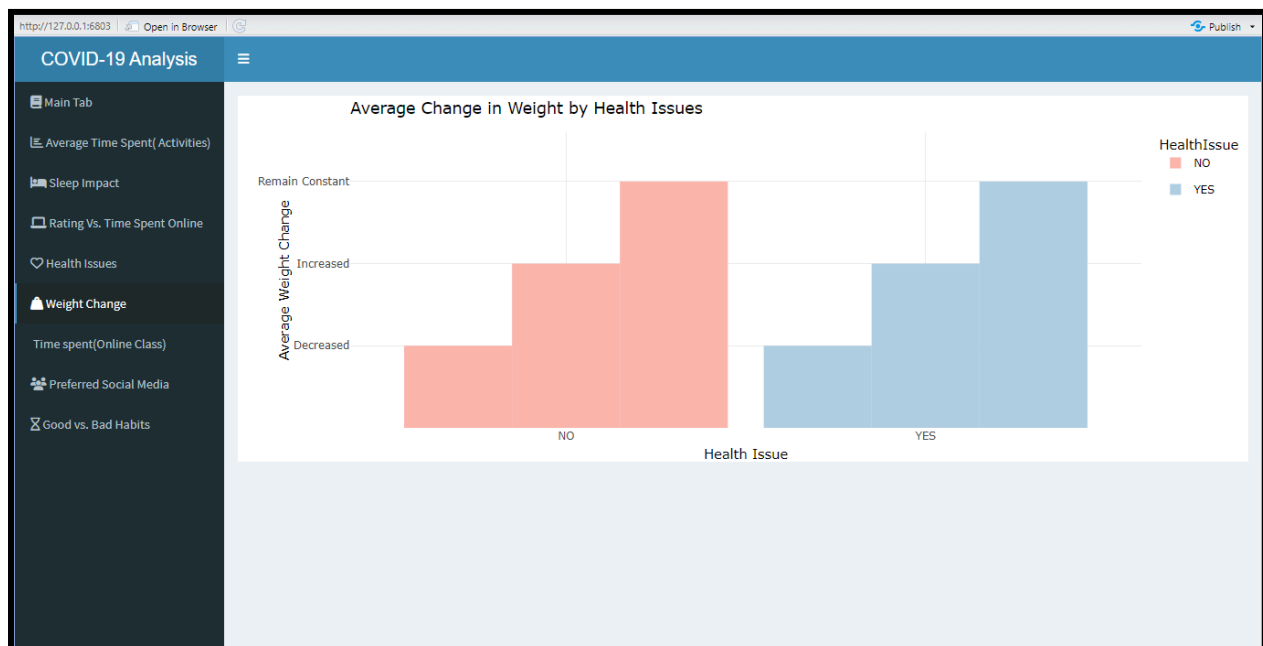 http://127.0.0.1:6803 Open in Browser Publish
COVID-19 Analysis
Main Tab
Average Time Spent( Activities)
Sleep Impact
Rating Vs. Time Spent Online
Health Issues
Weight Change
Time spent(Online Class)
Preferred Social Media
Good vs. Bad Habits
Average Change in Weight by Health Issues
Average Weight Change
Remain Constant
Increased
Decreased
NO YES
Health Issue
HealthIssue
NO
YES